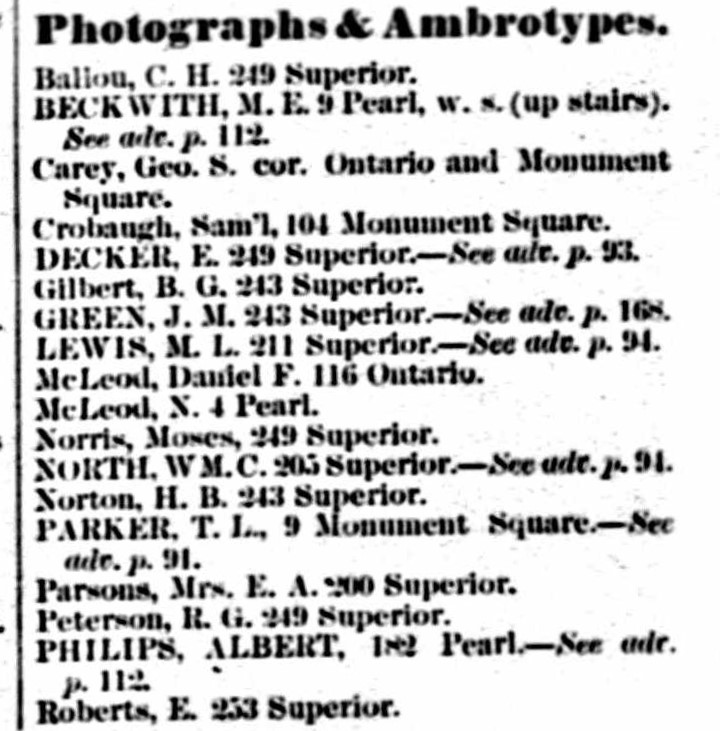 Photographs & Ambrotypes.
Ballou, C. H. 249 Superior.
BECKWITH, M. E. 9 Pearl, w. s. (up stairs).
See adv. p. 112.
Carey, Geo. S. cor. Ontario and Monument
Square.
Crobaugh, Sam'l, 104 Monument Square.
DECKER, E. 249 Superior.—See adv. p. 93.
Gilbert, B. G. 243 Superior.
GREEN, J. M. 243 Superior.—See adv. p. 168.
LEWIS, M. L. 211 Superior.—See adv. p. 94.
McLeod, Daniel F. 116 Ontario.
McLeod, N. 4 Pearl.
Norris, Moses, 249 Superior.
NORTH, WM. C. 205 Superior.—See adv. p. 94.
Norton, H. B. 243 Superior.
PARKER, T. L., 9 Monument Square.—See
adv. p. 91.
Parsons, Mrs. E. A. 200 Superior.
Peterson, R. G. 249 Superior.
PHILIPS, ALBERT, 182 Pearl.—See adv.
p. 112.
Roberts, E. 253 Superior.